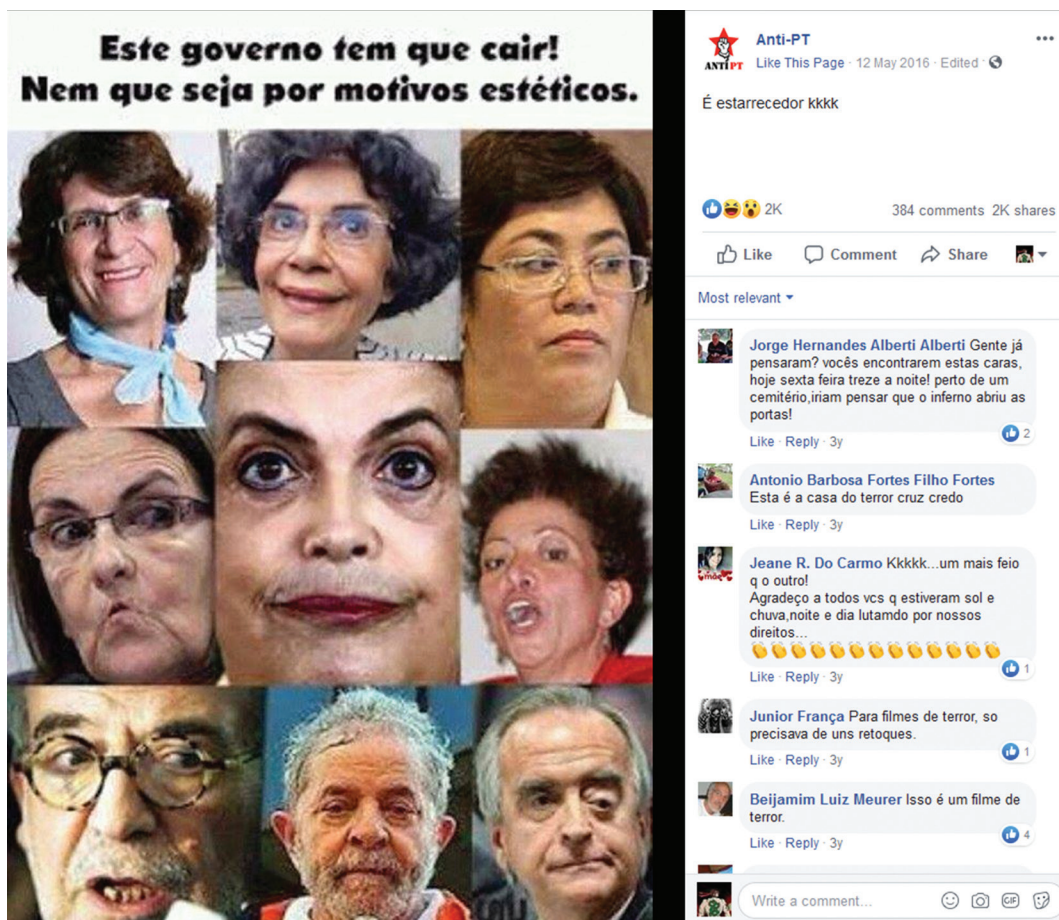 Este governo tem que cair!
Nem que seja por motivos estéticos.
ANTIPT
Anti-PT
Like This Page · 12 May 2016 · Edited ·
É estarrecedor kkkk
2K
384 comments 2K shares
Like Comment Share
Most relevant
Jorge Hernandes Alberti Alberti Gente já
pensaram? vocês encontrarem estas caras,
hoje sexta feira treze a noite! perto de um
cemitério,iriam pensar que o inferno abriu as
portas!
2
Like · Reply · 3y
Antonio Barbosa Fortes Filho Fortes
Esta é a casa do terror cruz credo
Like · Reply · 3y
Jeane R. Do Carmo Kkkkk...um mais feio
q o outro!
Agradeço a todos vcs q estiveram sol e
chuva,noite e dia lutamdo por nossos
direitos...
👏👏👏👏👏👏👏👏👏👏👏👏👏
1
Like · Reply · 3y
Junior França Para filmes de terror, so
precisava de uns retoques.
1
Like · Reply · 3y
Beijamim Luiz Meurer Isso é um filme de
terror.
4
Like · Reply · 3y
Write a comment...
GIF